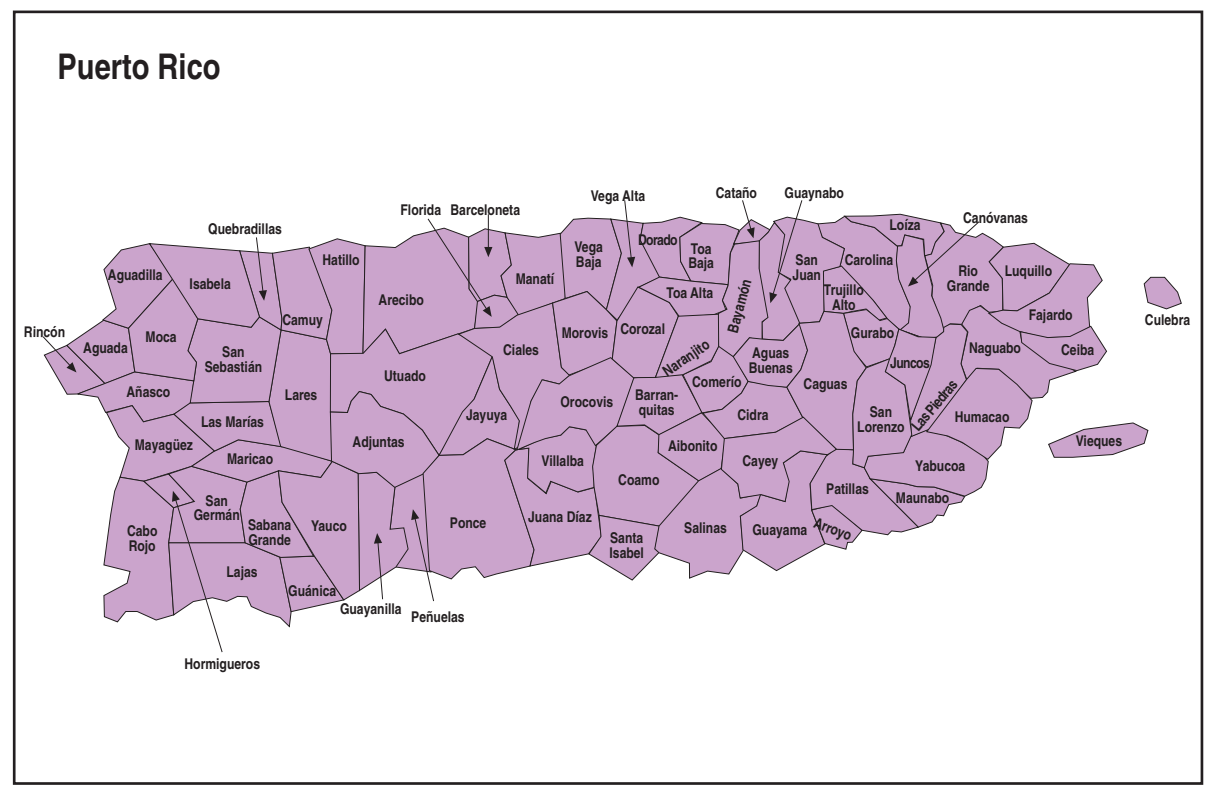 Puerto Rico
Vega Alta
Cataño
Guaynabo
Florida
Barceloneta
Canóvanas
Quebradillas
Loíza
Hatillo
Vega
Baja
Dorado
Toa
Baja
San
Juan
Carolina
Rio
Grande
Luquillo
Aguadilla
Isabela
Arecibo
Manatí
Toa Alta
Bayamón
Trujillo
Alto
Fajardo
Culebra
Camuy
Rincón
Aguada
Moca
San
Sebastián
Ciales
Morovis
Corozal
Naranjito
Aguas
Buenas
Gurabo
Juncos
Naguabo
Ceiba
Utuado
Comerío
Caguas
Añasco
Lares
Orocovis
Barran-
quitas
Las Piedras
Las Marías
Jayuya
Cidra
San
Lorenzo
Humacao
Mayagüez
Adjuntas
Aibonito
Vieques
Maricao
Villalba
Cayey
Yabucoa
Coamo
Patillas
Maunabo
San
Germán
Sabana
Grande
Yauco
Ponce
Juana Díaz
Salinas
Guayama
Arroyo
Cabo
Rojo
Santa
Isabel
Lajas
Guánica
Guayanilla
Peñuelas
Hormigueros